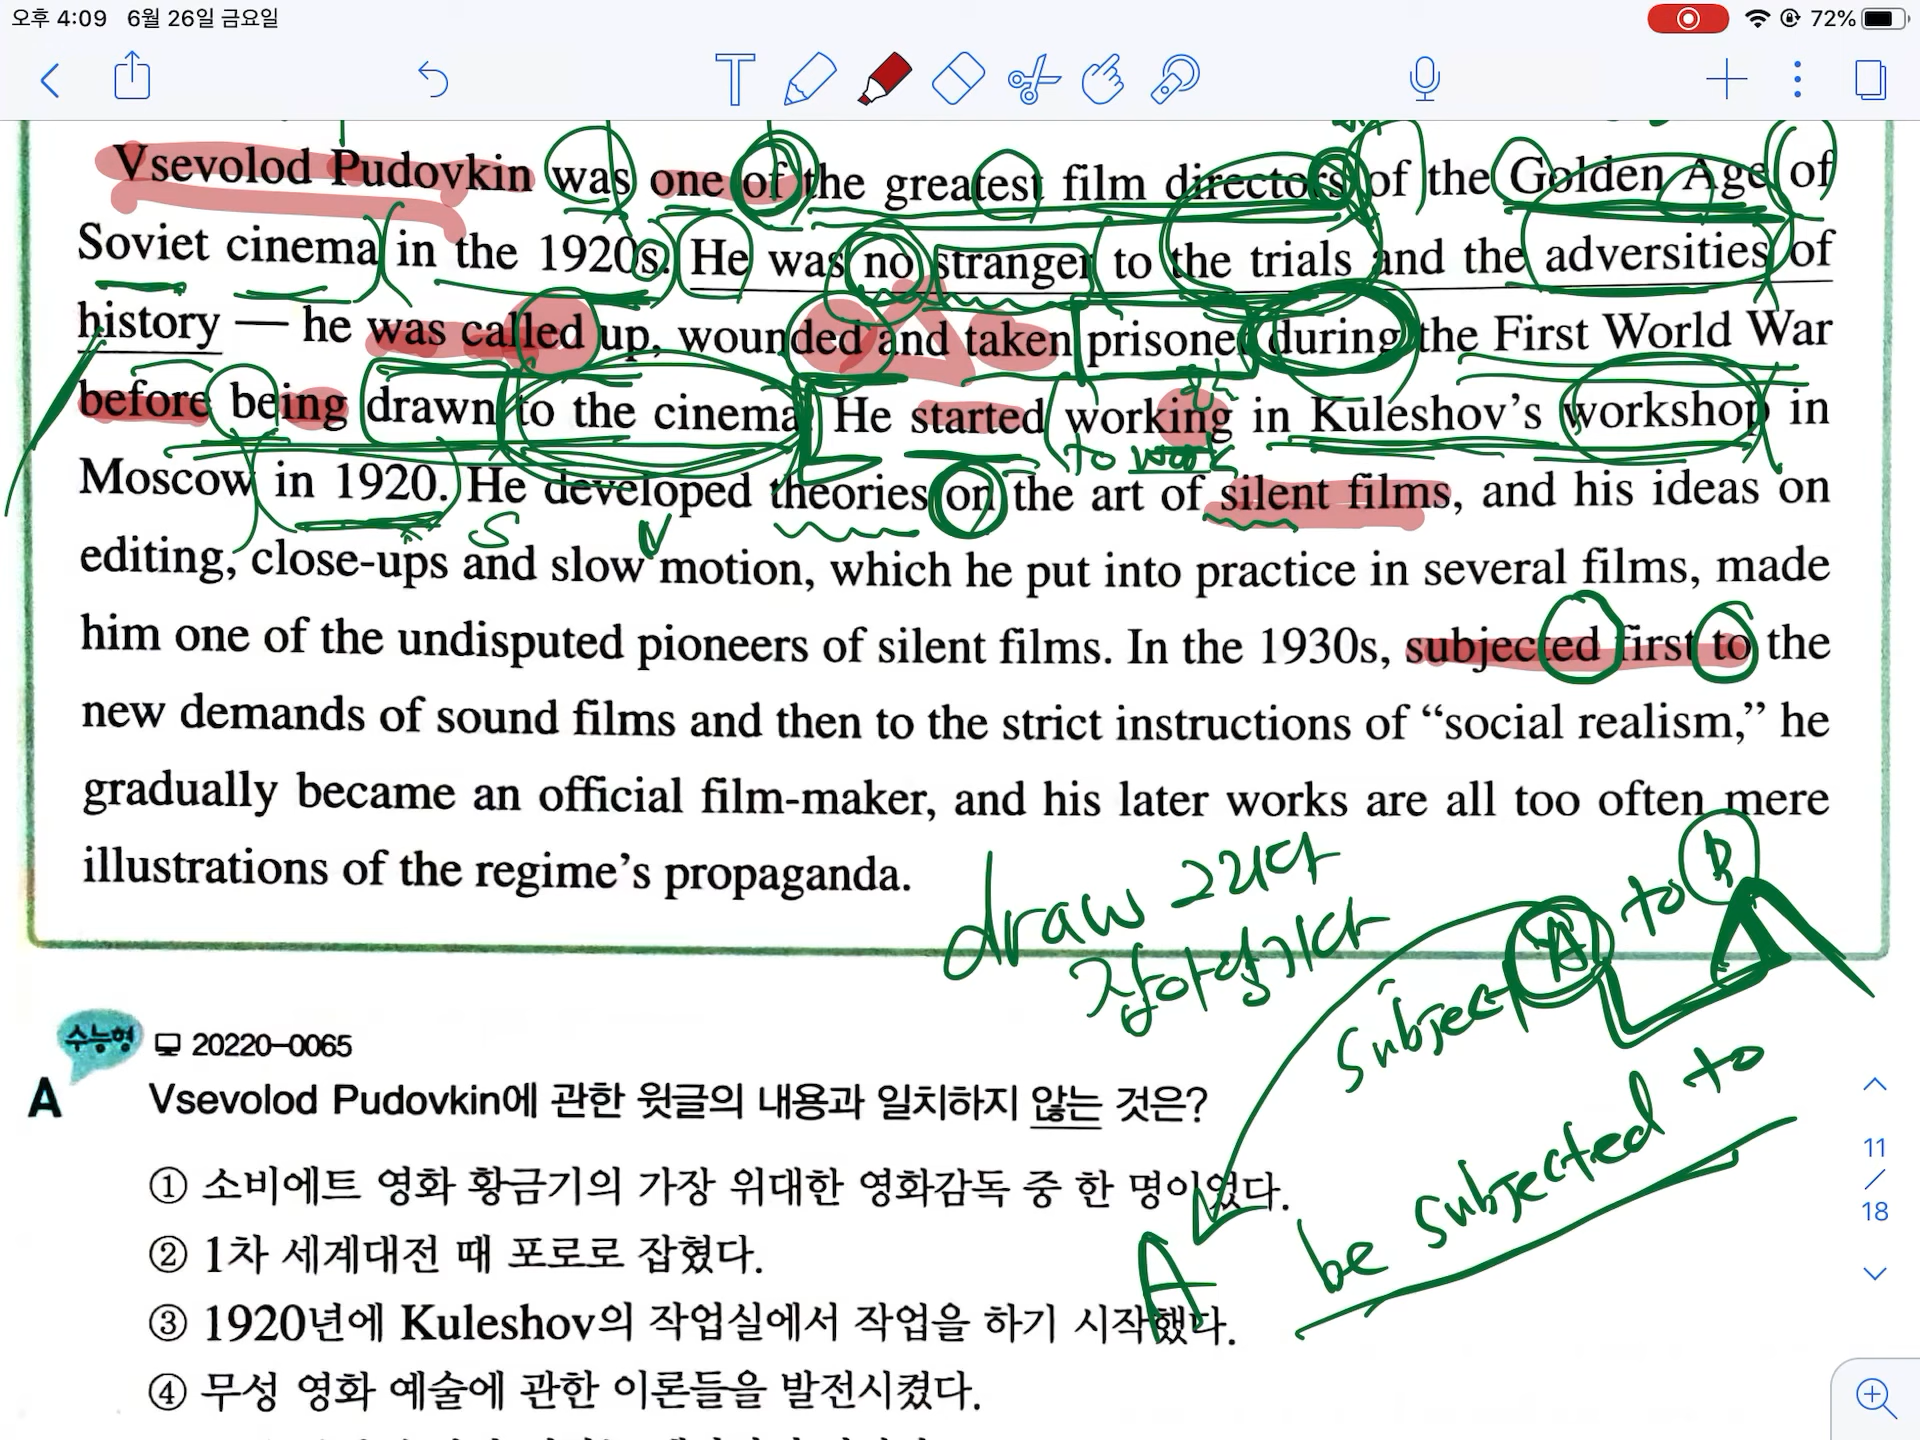 오후 4:09 6월 26일 금요일 72%
Vsevolod Pudovkin was one of the greatest film directors of the Golden Age of
Soviet cinema in the 1920s. He was no stranger to the trials and the adversities of
history — he was called up, wounded and taken prisoner during the First World War
before being drawn to the cinema. He started working in Kuleshov's workshop in
to work
Moscow in 1920. He developed theories on the art of silent films, and his ideas on
S V
editing, close-ups and slow motion, which he put into practice in several films, made
him one of the undisputed pioneers of silent films. In the 1930s, subjected first to the
new demands of sound films and then to the strict instructions of “social realism,” he
gradually became an official film-maker, and his later works are all too often mere
illustrations of the regime's propaganda.
draw 그리다
잡아당기다
subject A to B
be subjected to
A
수능형 20220-0065
A Vsevolod Pudovkin에 관한 윗글의 내용과 일치하지 않는 것은?
① 소비에트 영화 황금기의 가장 위대한 영화감독 중 한 명이었다.
② 1차 세계대전 때 포로로 잡혔다.
③ 1920년에 Kuleshov의 작업실에서 작업을 하기 시작했다.
④ 무성 영화 예술에 관한 이론들을 발전시켰다.
11
/
18